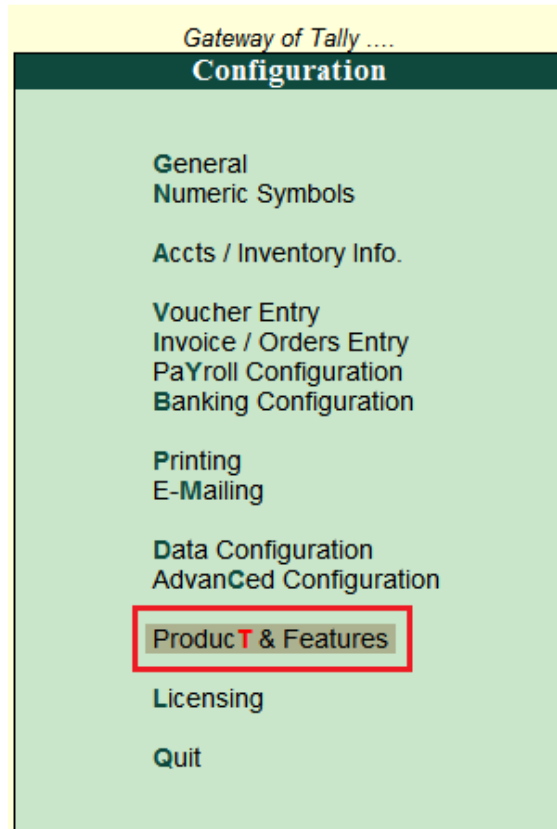 Gateway of Tally ....
Configuration
General
Numeric Symbols
Accts / Inventory Info.
Voucher Entry
Invoice / Orders Entry
PaYroll Configuration
Banking Configuration
Printing
E-Mailing
Data Configuration
AdvanCed Configuration
ProducT & Features
Licensing
Quit